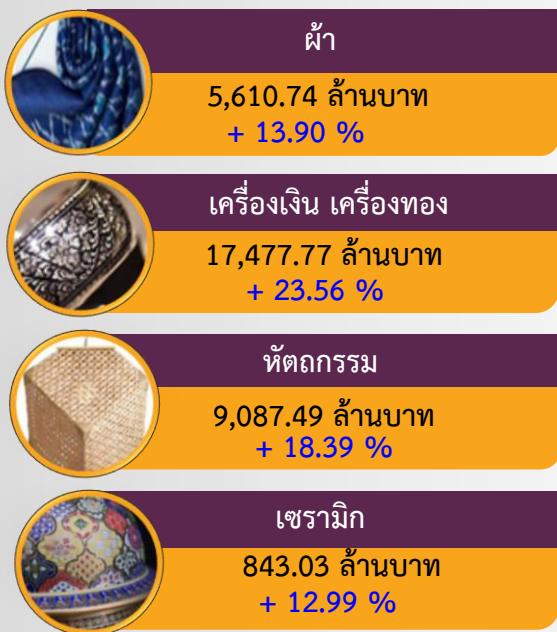 ผ้า
5,610.74 ล้านบาท
+ 13.90 %
เครื่องเงิน เครื่องทอง
17,477.77 ล้านบาท
+ 23.56 %
หัตถกรรม
9,087.49 ล้านบาท
+ 18.39 %
เซรามิก
843.03 ล้านบาท
+ 12.99 %